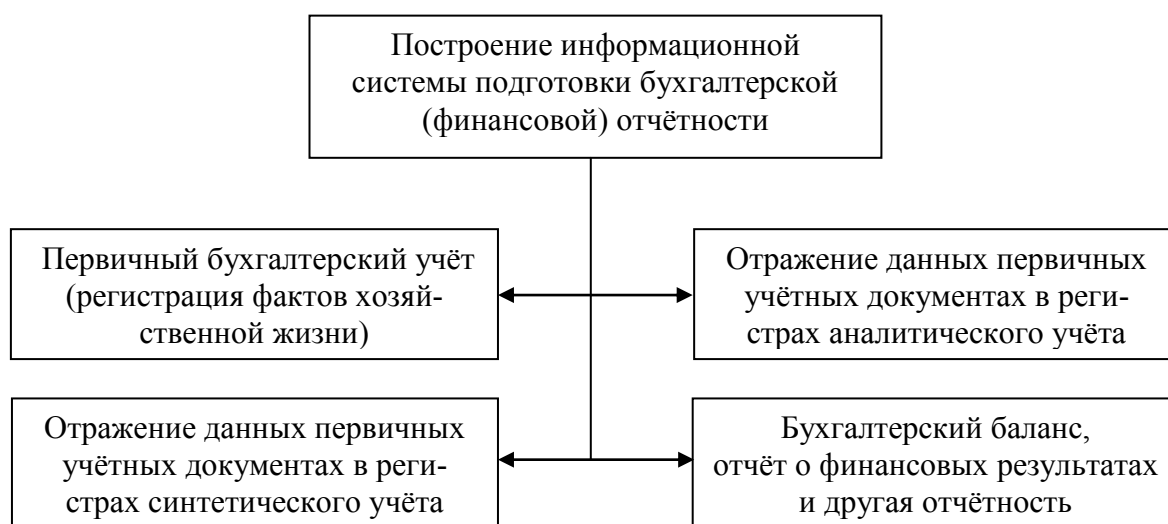 Построение информационной
системы подготовки бухгалтерской
(финансовой) отчётности
Первичный бухгалтерский учёт
(регистрация фактов хозяй-
ственной жизни)
Отражение данных первичных
учётных документах в реги-
страх аналитического учёта
Отражение данных первичных
учётных документах в реги-
страх синтетического учёта
Бухгалтерский баланс,
отчёт о финансовых результатах
и другая отчётность